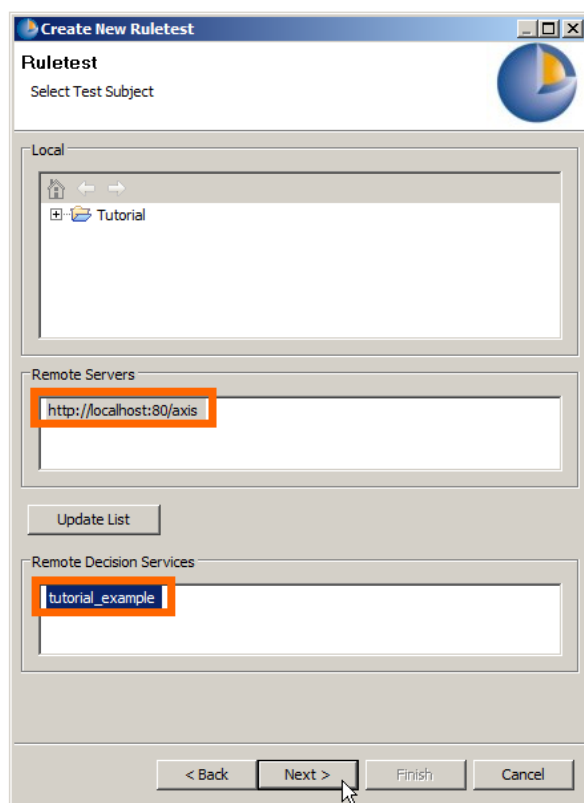 Create New Ruletest
Ruletest
Select Test Subject
Local
Tutorial
Remote Servers
http://localhost:80/axis
Update List
Remote Decision Services
tutorial_example
< Back Next > Finish Cancel